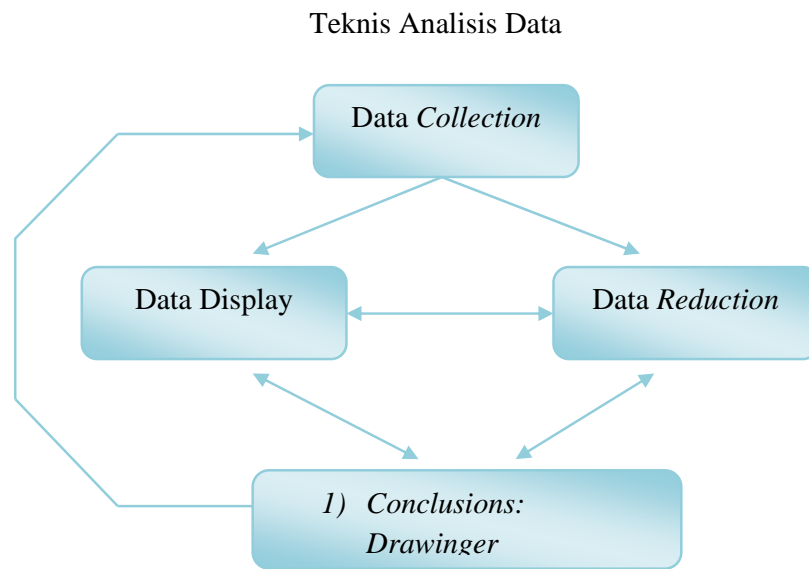 Teknis Analisis Data
Data Collection
Data Display
Data Reduction
1) Conclusions:
Drawinger